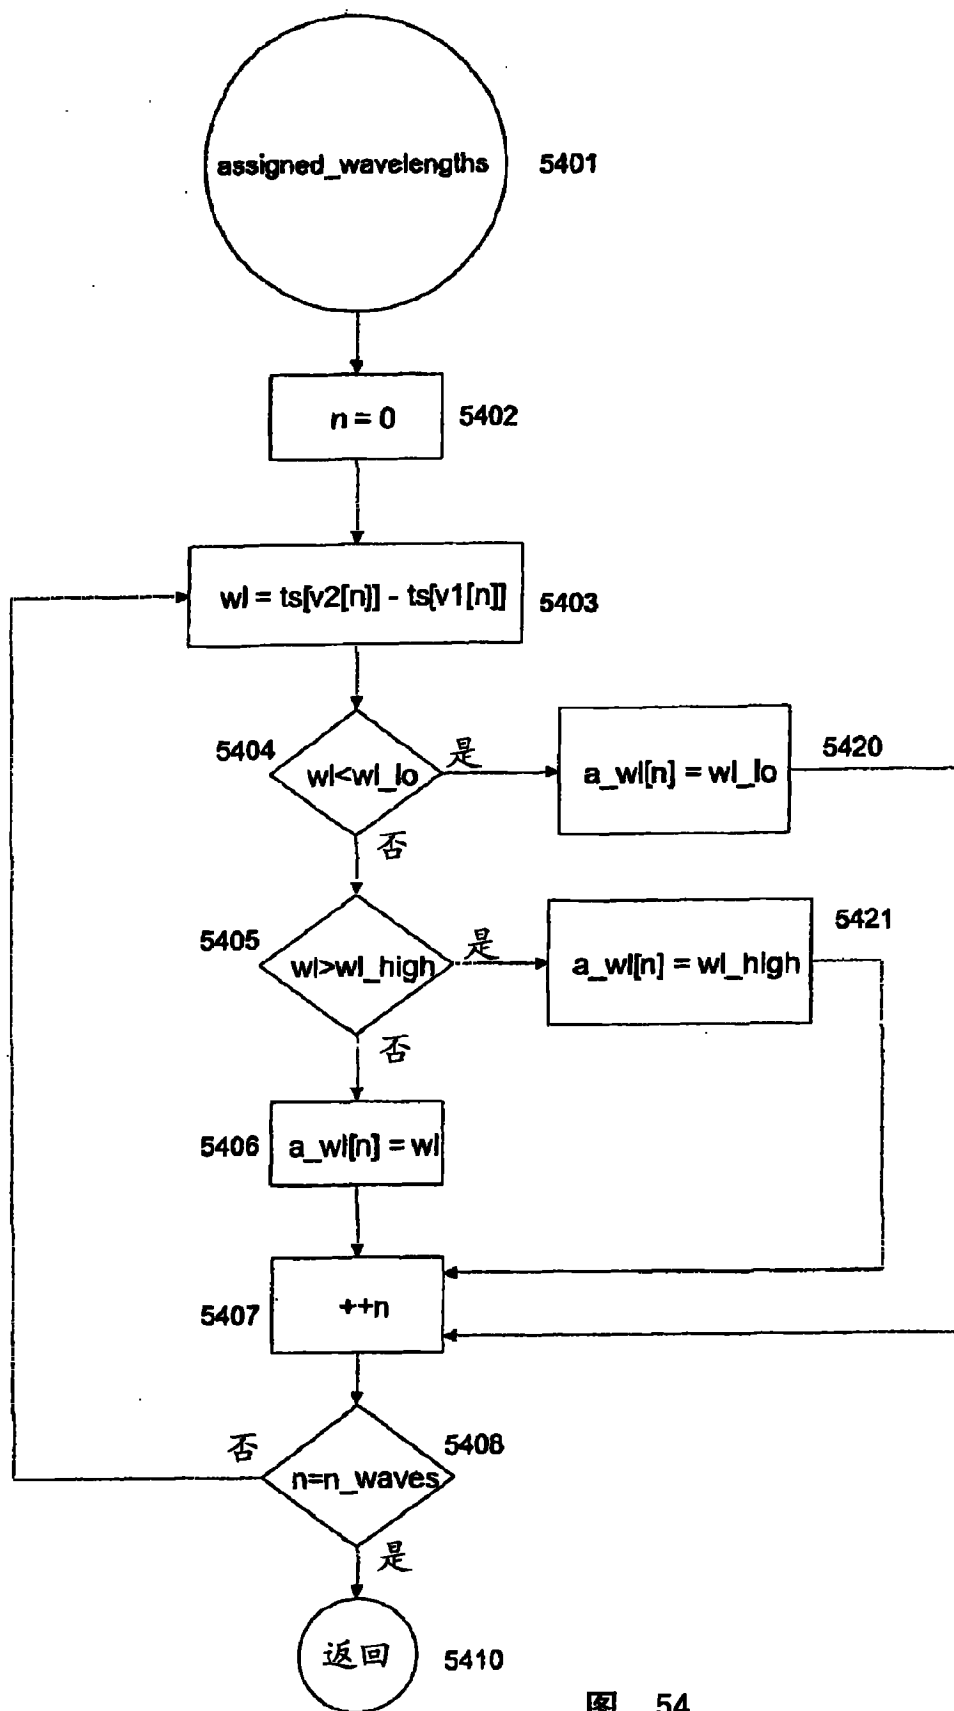 assigned_wavelengths 5401
n = 0 5402
wl = ts[v2[n]] - ts[v1[n]] 5403
5404 wl<wl_lo 是 a_wl[n] = wl_lo 5420
否
5405 wl>wl_high 是 a_wl[n] = wl_high 5421
否
5406 a_wl[n] = wl
5407 ++n
否 n=n_waves 5408
是
返回 5410
图 54